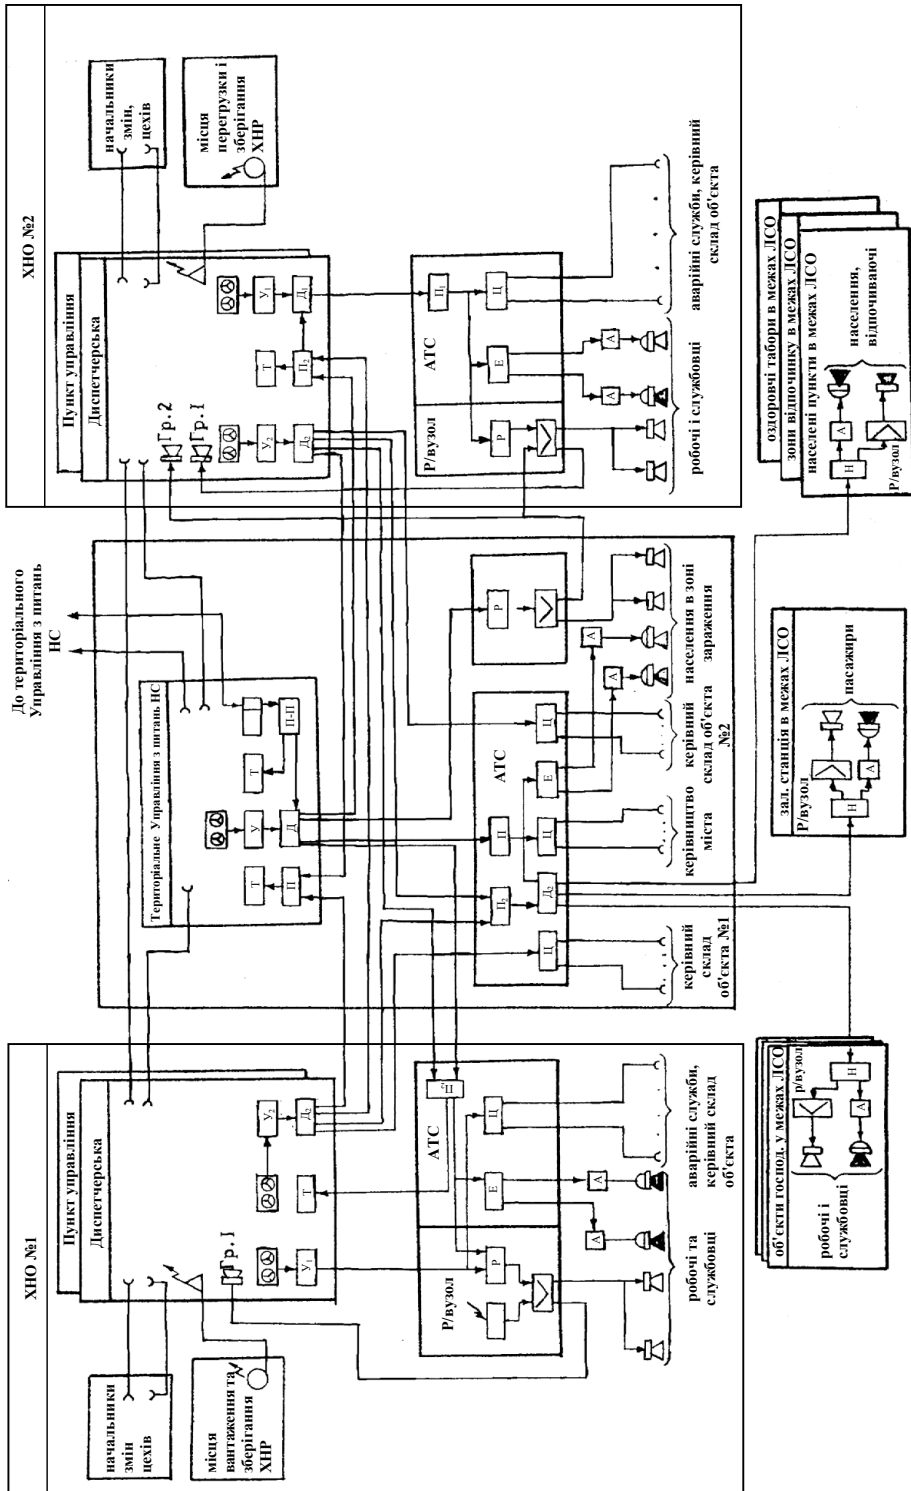 ХНО №1
Пункт управління
Диспетчерська
начальники
змін,
цехів
місця
вантаження та
зберігання
ХНР
Гр.1
У₁
Т
У₂
Д₂
АТС
Р/вузол
П₂
Р
Е
Ц
А
А
робочі та
службовці
аварійні служби,
керівний склад
об'єкта
До територіального
Управління з питань
НС
Територіальне Управління з питань НС
Т
П
У
Д
Т
П-П
АТС
Ц
П₂
Д₂
П
Ц
Е
Ц
Р
А
А
керівний
склад
об'єкта №1
керівництво
міста
керівний
склад об'єкта
№2
населення в зоні
зараження
ХНО №2
Пункт управління
Диспетчерська
начальники
змін,
цехів
місця
перегрузки і
зберігання
ХНР
Гр.2
Гр.1
У₂
Д₂
Т
П₂
У₁
Д₁
АТС
Р/вузол
П₁
Р
Е
Ц
А
А
робочі і службовці
аварійні служби, керівний
склад об'єкта
об'єкти господ. у межах ЛСО
р/вузол
Н
А
робочі і
службовці
зал. станція в межах ЛСО
Р/вузол
Н
А
пасажири
оздоровчі табори в межах ЛСО
зони відпочинку в межах ЛСО
населені пункти в межах ЛСО
Н
А
Р/вузол
населення,
відпочиваючі